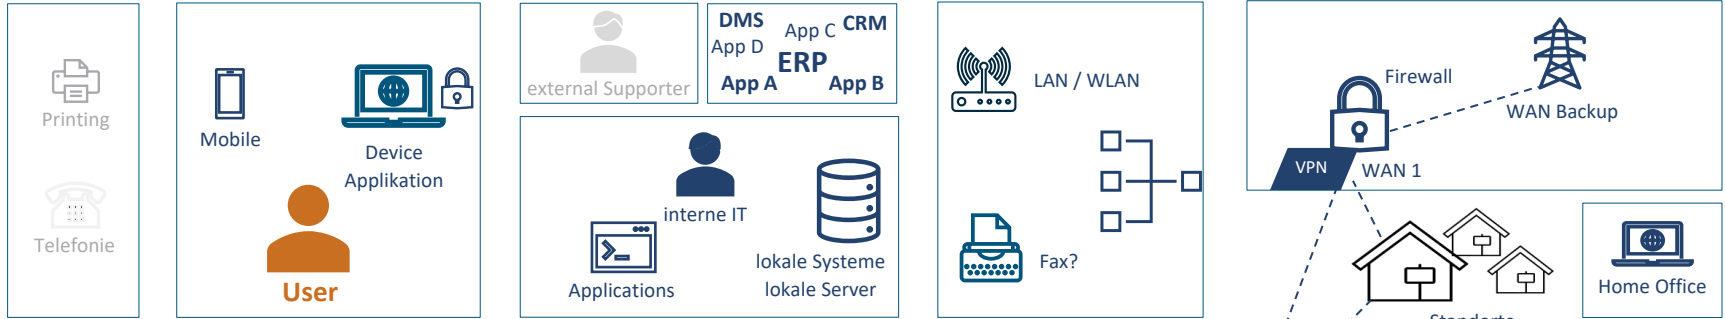 Printing
Telefonie
Mobile
Device
Applikation
User
external Supporter
DMS
App C
CRM
App D
ERP
App A
App B
interne IT
Applications
lokale Systeme
lokale Server
LAN / WLAN
Fax?
Firewall
WAN Backup
VPN
WAN 1
Home Office
Standorte